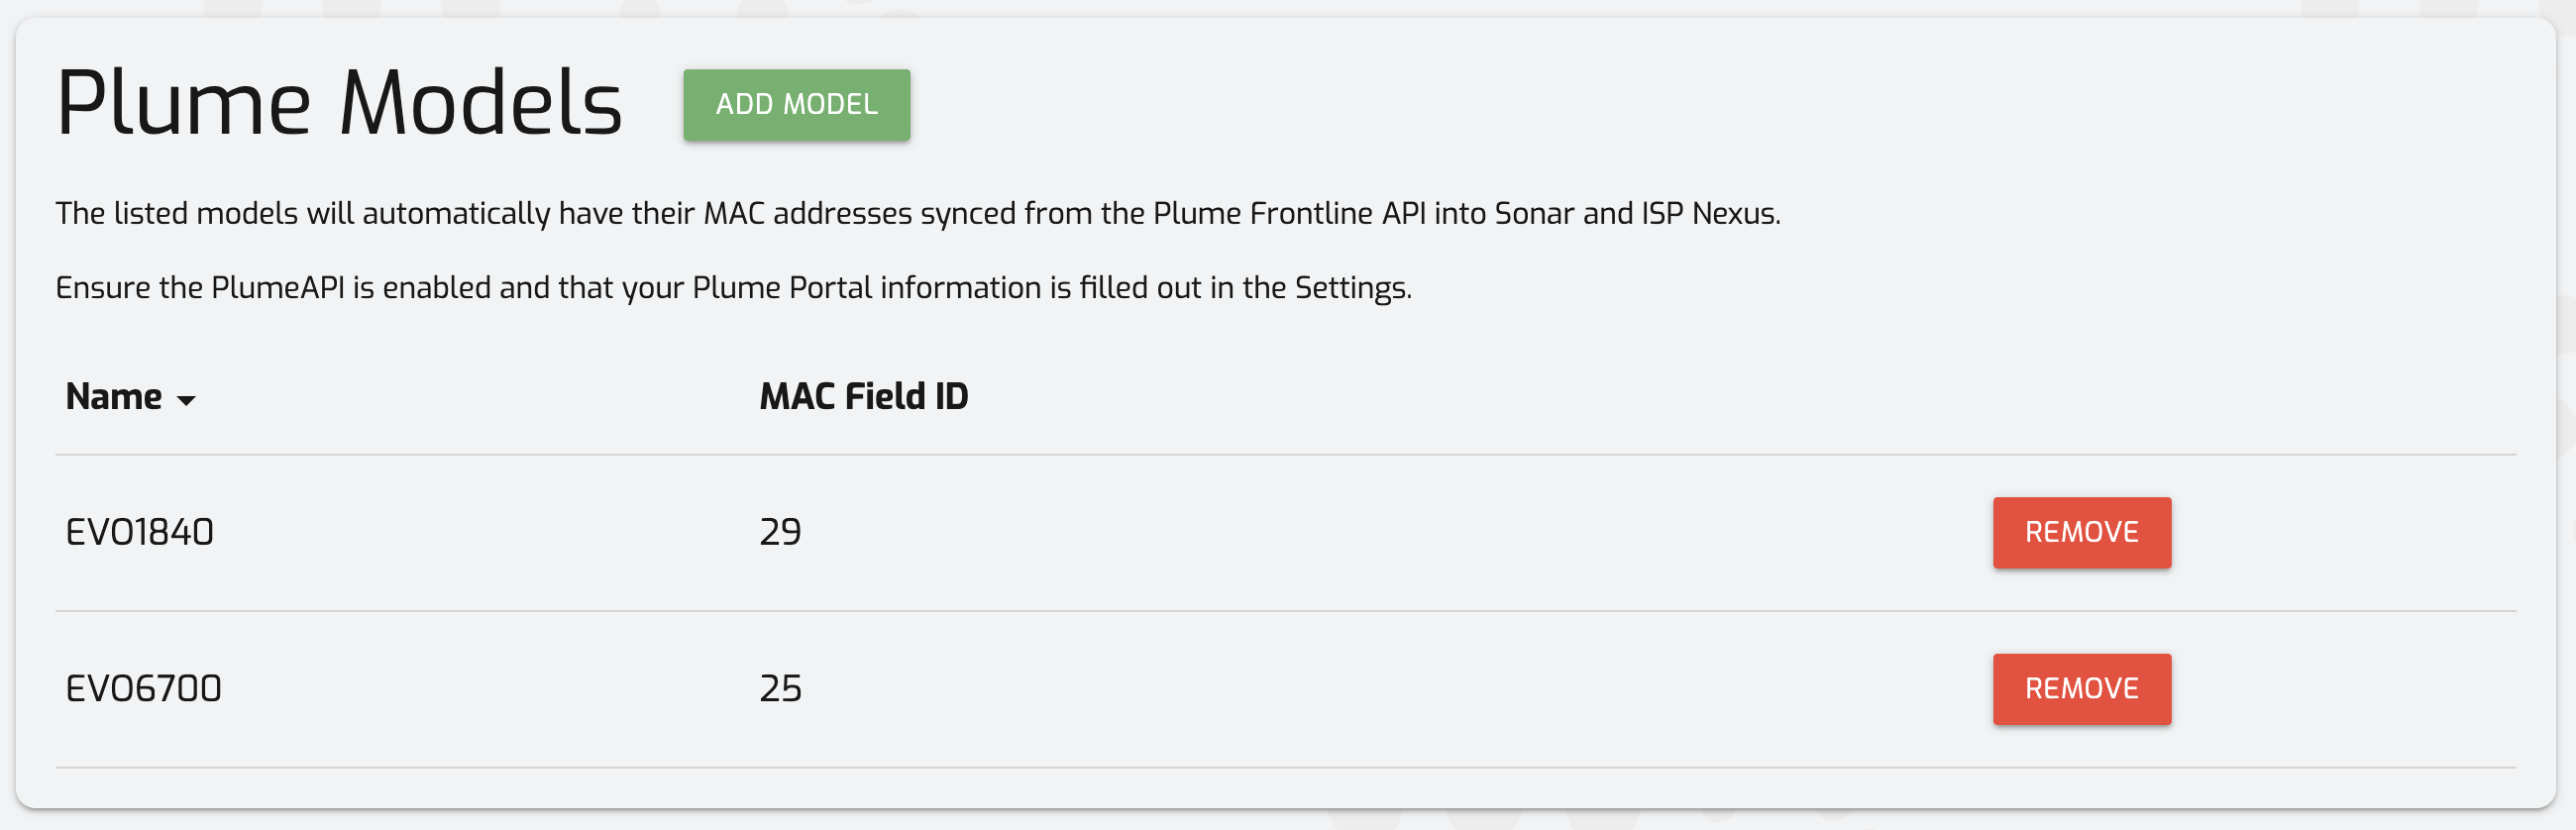 Plume Models
ADD MODEL
The listed models will automatically have their MAC addresses synced from the Plume Frontline API into Sonar and ISP Nexus.
Ensure the PlumeAPI is enabled and that your Plume Portal information is filled out in the Settings.
Name MAC Field ID
EVO1840 29 REMOVE
EVO6700 25 REMOVE